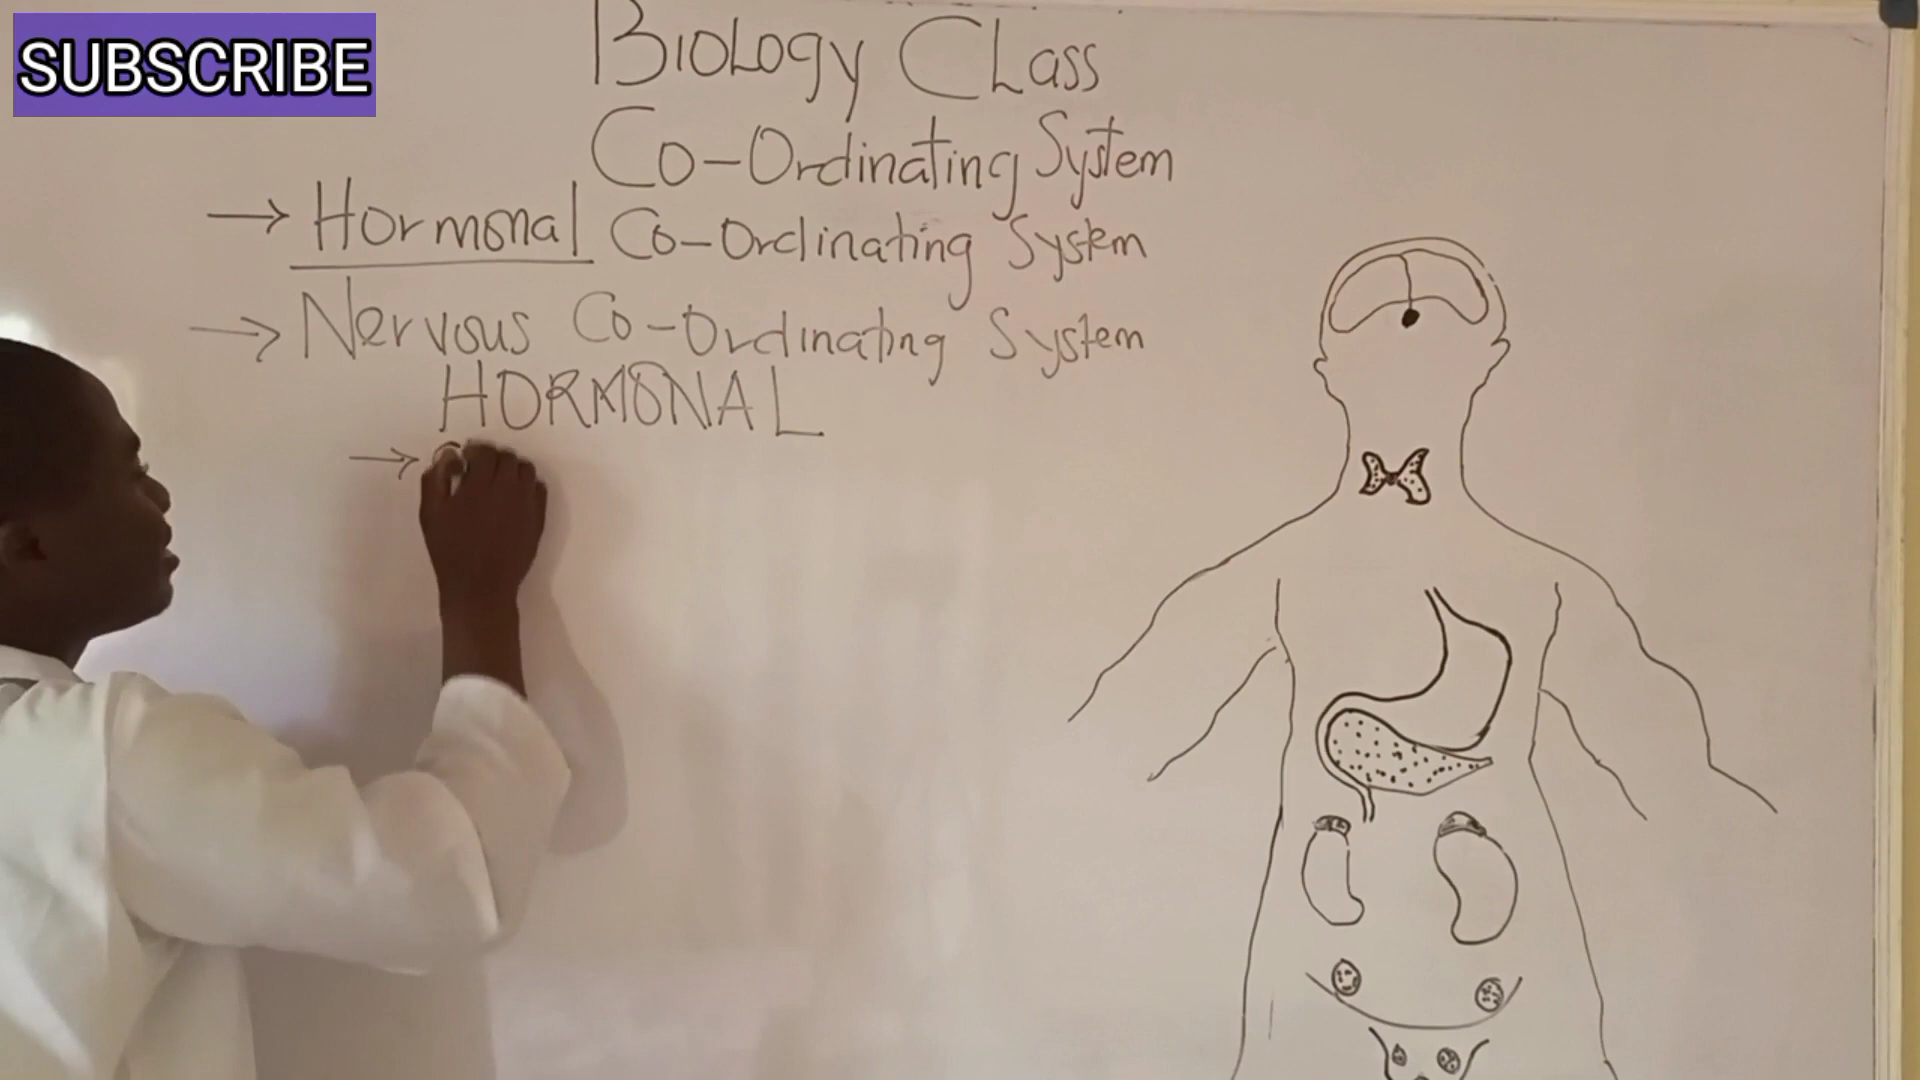 SUBSCRIBE
Biology Class
Co-Ordinating System
→ Hormonal Co-Ordinating System
→ Nervous Co-Ordinating System
HORMONAL
→